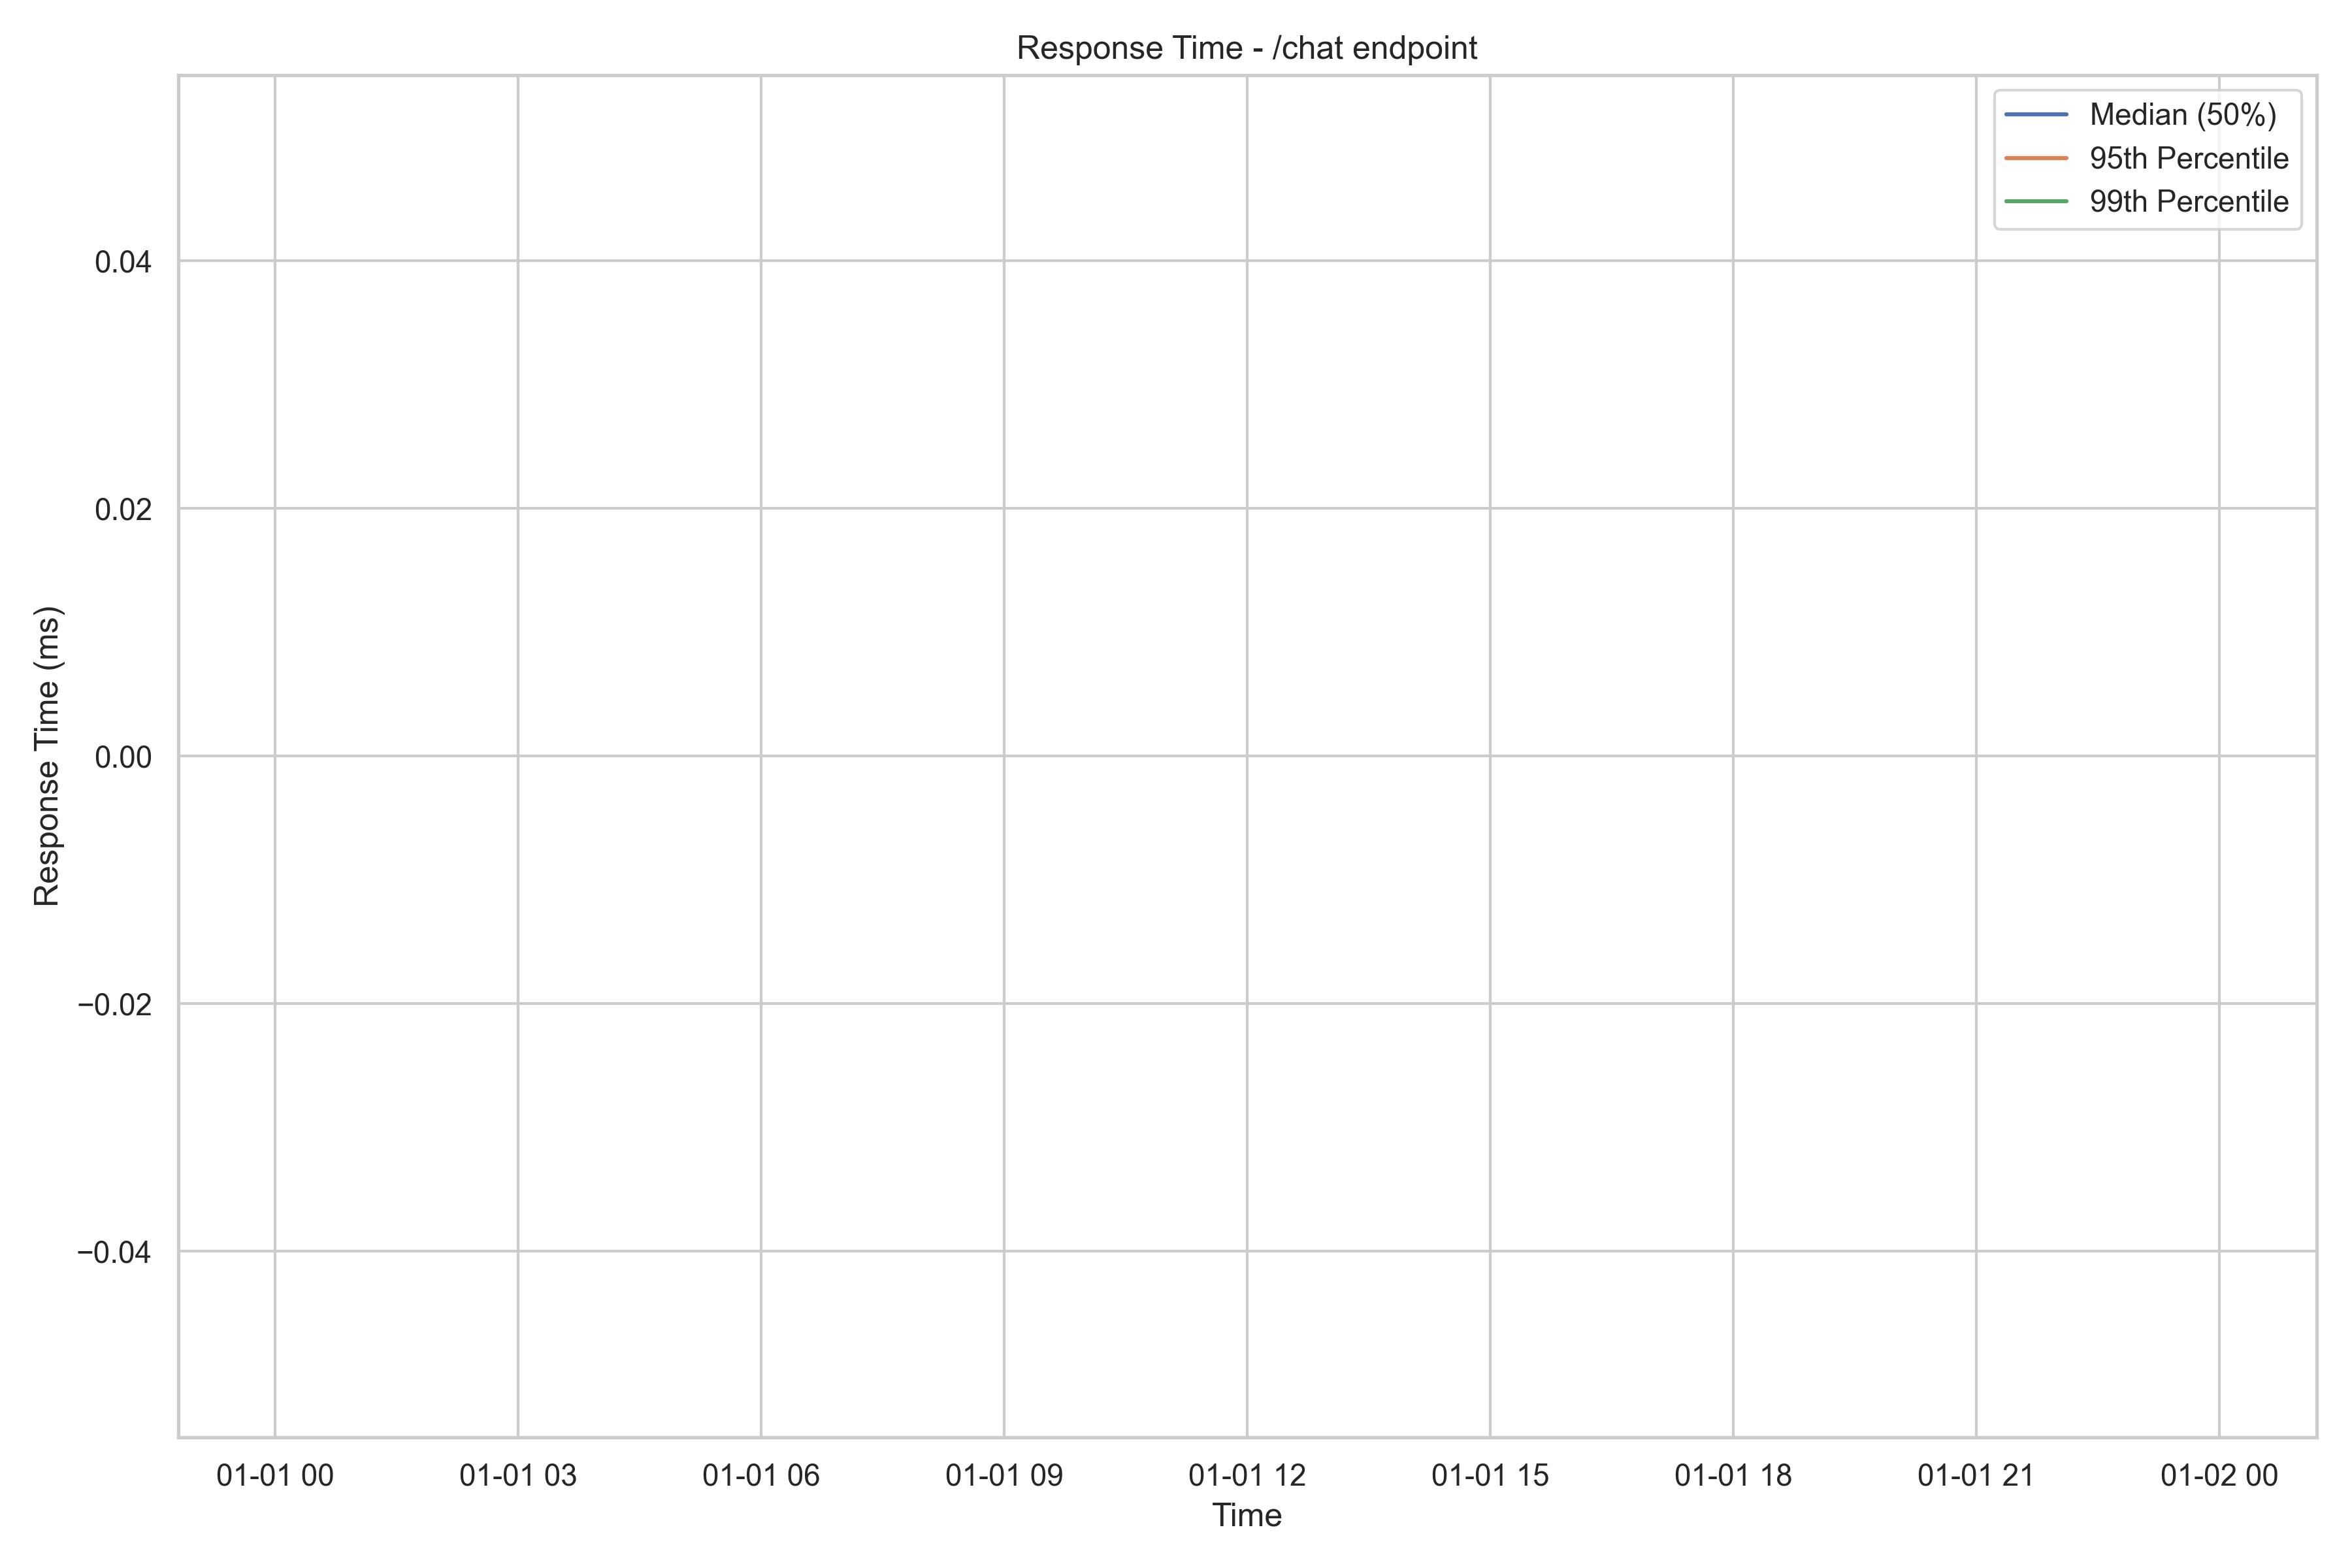 Response Time - /chat endpoint
Median (50%)
95th Percentile
99th Percentile
0.04
0.02
0.00
−0.02
−0.04
Response Time (ms)
01-01 00
01-01 03
01-01 06
01-01 09
01-01 12
01-01 15
01-01 18
01-01 21
01-02 00
Time